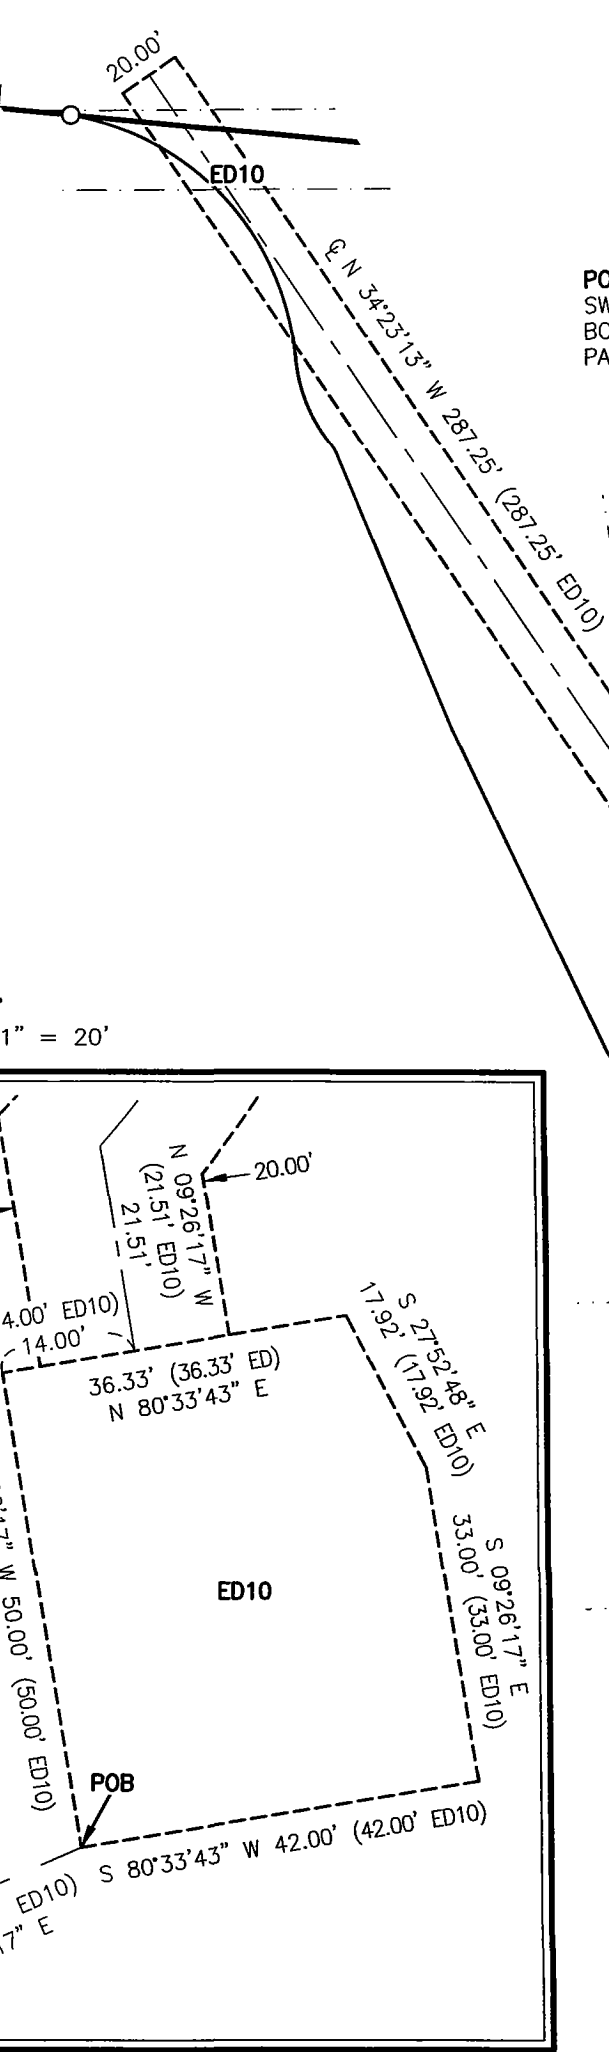 20.00'
ED10
℄ N 34°23'13" W 287.25' (287.25' ED10)
PO
SW
BO
PA
1" = 20'
N 09°26'17" W
(21.51' ED10)
21.51'
20.00'
4.00' ED10)
14.00'
36.33' (36.33' ED)
N 80°33'43" E
S 27°52'48" E
17.92' (17.92' ED10)
S 09°26'17" E
33.00' (33.00' ED10)
ED10
17" W 50.00' (50.00' ED10)
POB
S 80°33'43" W 42.00' (42.00' ED10)
ED10)
7" E